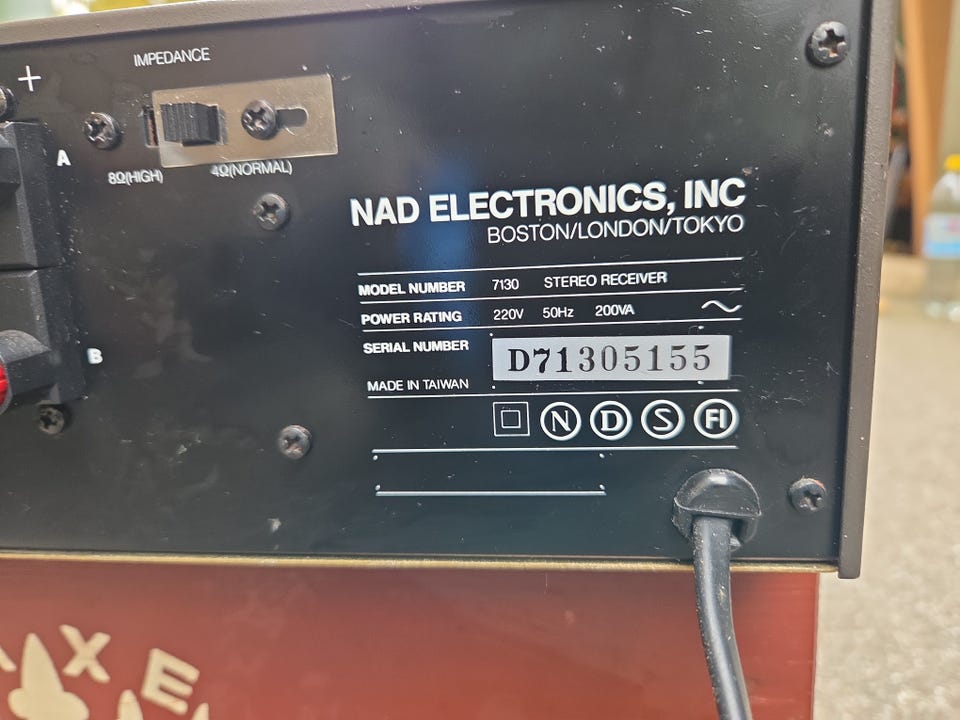 IMPEDANCE
+
A
8Ω(HIGH) 4Ω(NORMAL)
NAD ELECTRONICS, INC
BOSTON/LONDON/TOKYO
MODEL NUMBER 7130 STEREO RECEIVER
POWER RATING 220V 50Hz 200VA ~
SERIAL NUMBER D71305155
B
MADE IN TAIWAN
N D S FI
XE